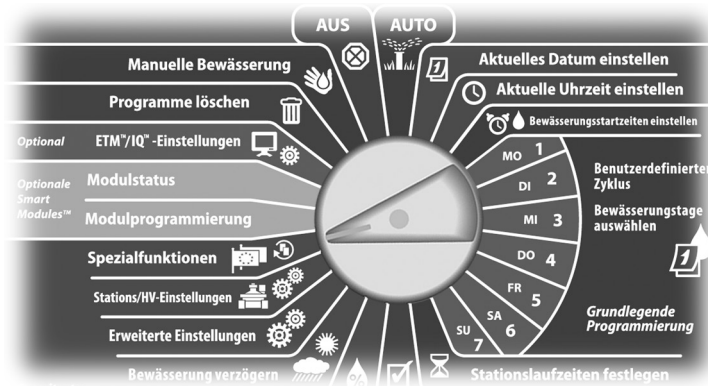 AUS
AUTO
Manuelle Bewässerung
Programme löschen
Optional
ETM™/IQ™ -Einstellungen
Optionale
Smart
Modules™
Modulstatus
Modulprogrammierung
Spezialfunktionen
Stations/HV-Einstellungen
Erweiterte Einstellungen
Bewässerung verzögern
Aktuelles Datum einstellen
Aktuelle Uhrzeit einstellen
Bewässerungsstartzeiten einstellen
MO 1
DI 2
MI 3
DO 4
FR 5
SA 6
SU 7
Benutzerdefinierter
Zyklus
Bewässerungstage
auswählen
1
1
Grundlegende
Programmierung
Stationslaufzeiten festlegen
%